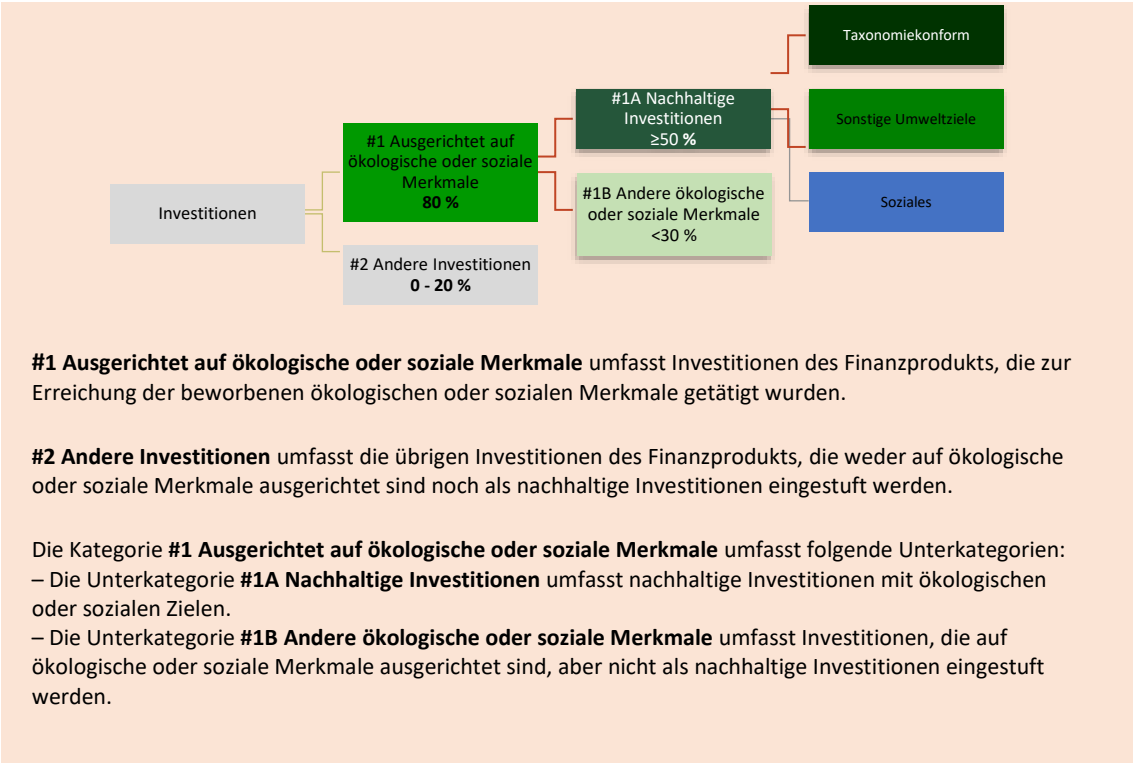 Investitionen
#1 Ausgerichtet auf
ökologische oder soziale
Merkmale
80 %
#2 Andere Investitionen
0 - 20 %
#1A Nachhaltige
Investitionen
≥50 %
#1B Andere ökologische
oder soziale Merkmale
<30 %
Taxonomiekonform
Sonstige Umweltziele
Soziales
#1 Ausgerichtet auf ökologische oder soziale Merkmale umfasst Investitionen des Finanzprodukts, die zur
Erreichung der beworbenen ökologischen oder sozialen Merkmale getätigt wurden.
#2 Andere Investitionen umfasst die übrigen Investitionen des Finanzprodukts, die weder auf ökologische
oder soziale Merkmale ausgerichtet sind noch als nachhaltige Investitionen eingestuft werden.
Die Kategorie #1 Ausgerichtet auf ökologische oder soziale Merkmale umfasst folgende Unterkategorien:
– Die Unterkategorie #1A Nachhaltige Investitionen umfasst nachhaltige Investitionen mit ökologischen
oder sozialen Zielen.
– Die Unterkategorie #1B Andere ökologische oder soziale Merkmale umfasst Investitionen, die auf
ökologische oder soziale Merkmale ausgerichtet sind, aber nicht als nachhaltige Investitionen eingestuft
werden.